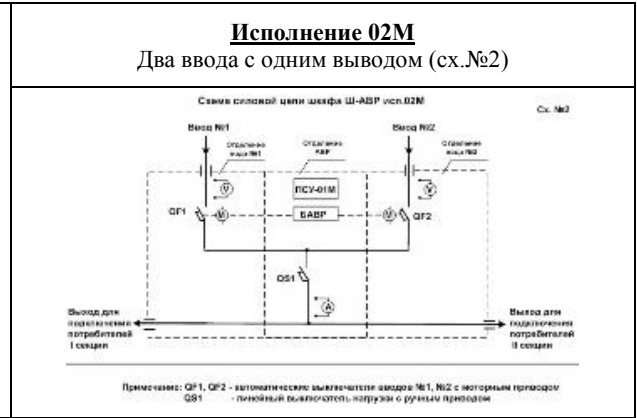 Исполнение 02М
Два ввода с одним выводом (сх.№2)
Схема силовой цепи шкафа Ш-АВР исп.02М
Сх. №2
Ввод №1
Ввод №2
Отделение
ввода №1
Отделение
АВР
Отделение
ввода №2
V
ПСУ-01М
V
QF1
M
БАВР
M
QF2
QS1
A
Выход для
подключения
потребителей
I секции
Выход для
подключения
потребителей
II секции
Примечание: QF1, QF2 - автоматические выключатели вводов №1, №2 с моторным приводом
QS1 - линейный выключатель нагрузки с ручным приводом